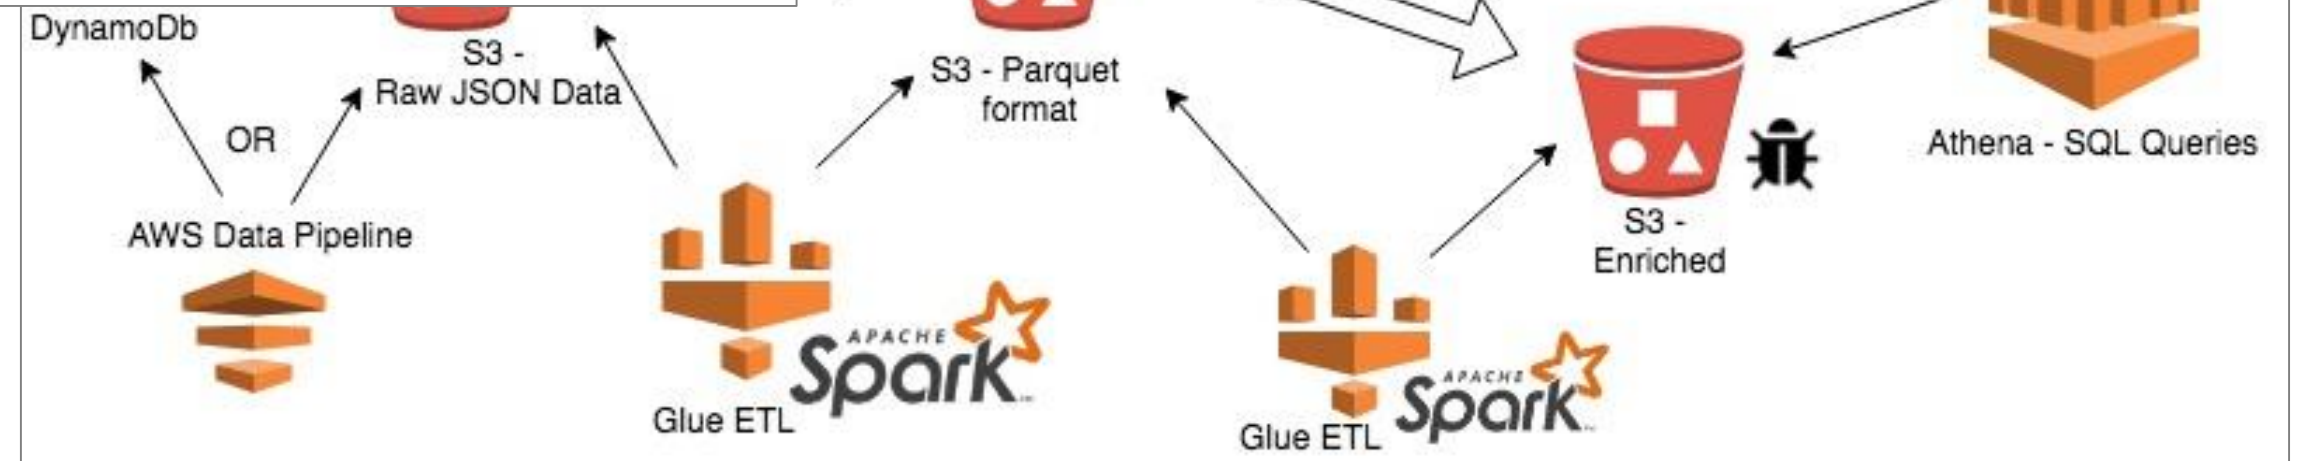 DynamoDb
S3 -
Raw JSON Data
S3 - Parquet
format
OR
Athena - SQL Queries
AWS Data Pipeline
S3 -
Enriched
APACHE
Spark
Glue ETL
APACHE
Spark
Glue ETL